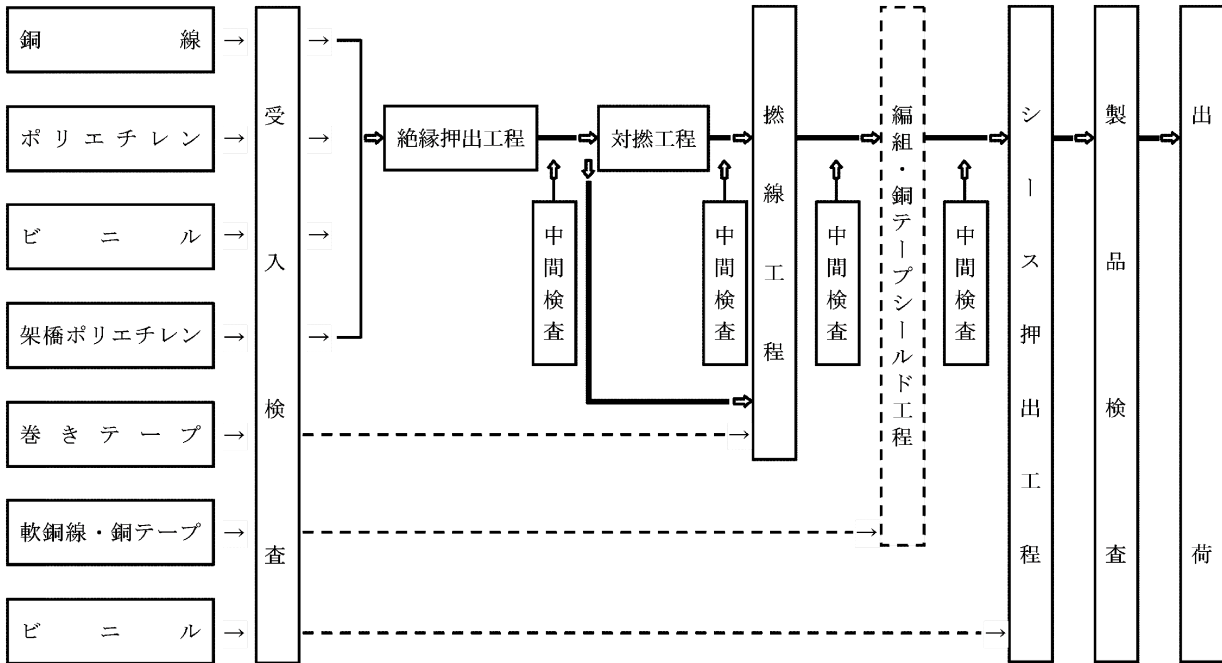 銅線
ポリエチレン
ビニル
架橋ポリエチレン
巻きテープ
軟銅線・銅テープ
ビニル
受入検査
絶縁押出工程
中間検査
対撚工程
中間検査
撚線工程
中間検査
編組・銅テープシールド工程
中間検査
シース押出工程
製品検査
出荷